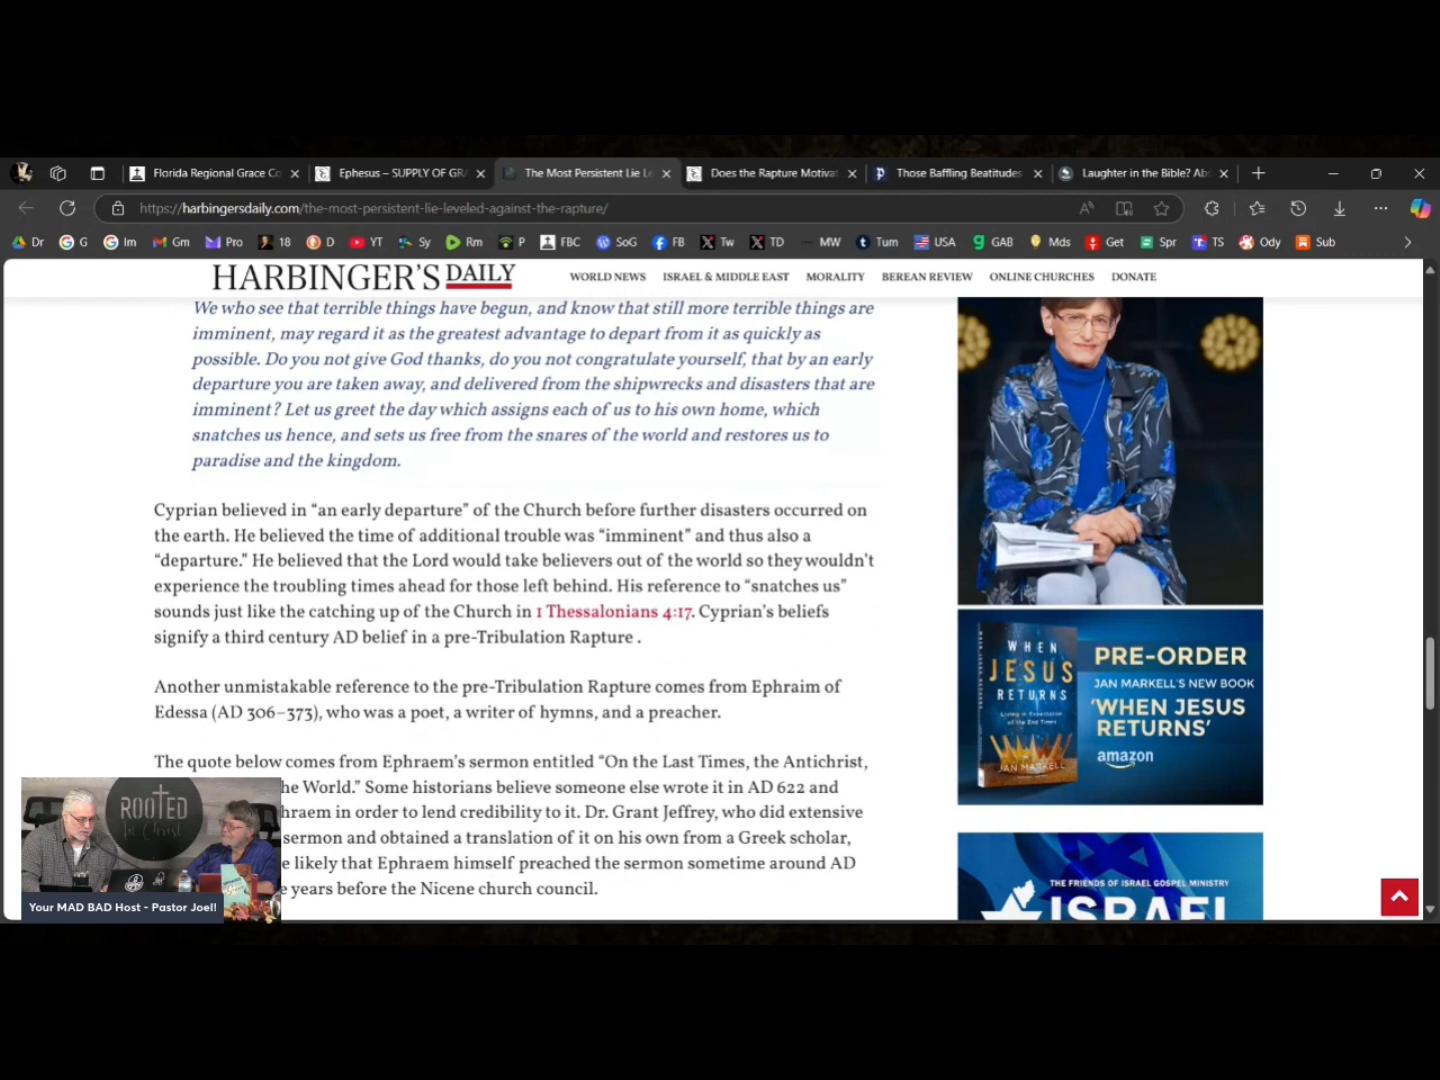 Florida Regional Grace Co
Ephesus – SUPPLY OF GRA
The Most Persistent Lie Le
Does the Rapture Motivat
Those Baffling Beatitudes
Laughter in the Bible? Ab
https://harbingersdaily.com/the-most-persistent-lie-leveled-against-the-rapture/
Dr G Im Gm Pro 18 D YT Sy Rm P FBC SoG FB Tw TD MW Tum USA GAB Mds Get Spr TS Ody Sub
HARBINGER'S DAILY
WORLD NEWS ISRAEL & MIDDLE EAST MORALITY BEREAN REVIEW ONLINE CHURCHES DONATE
We who see that terrible things have begun, and know that still more terrible things are
imminent, may regard it as the greatest advantage to depart from it as quickly as
possible. Do you not give God thanks, do you not congratulate yourself, that by an early
departure you are taken away, and delivered from the shipwrecks and disasters that are
imminent? Let us greet the day which assigns each of us to his own home, which
snatches us hence, and sets us free from the snares of the world and restores us to
paradise and the kingdom.
Cyprian believed in “an early departure” of the Church before further disasters occurred on
the earth. He believed the time of additional trouble was “imminent” and thus also a
“departure.” He believed that the Lord would take believers out of the world so they wouldn’t
experience the troubling times ahead for those left behind. His reference to “snatches us”
sounds just like the catching up of the Church in 1 Thessalonians 4:17. Cyprian’s beliefs
signify a third century AD belief in a pre-Tribulation Rapture .
Another unmistakable reference to the pre-Tribulation Rapture comes from Ephraim of
Edessa (AD 306–373), who was a poet, a writer of hymns, and a preacher.
The quote below comes from Ephraem’s sermon entitled “On the Last Times, the Antichrist,
he World.” Some historians believe someone else wrote it in AD 622 and
hraem in order to lend credibility to it. Dr. Grant Jeffrey, who did extensive
sermon and obtained a translation of it on his own from a Greek scholar,
e likely that Ephraem himself preached the sermon sometime around AD
e years before the Nicene church council.
WHEN
JESUS
RETURNS
Living in Expectation
of the End Times
JAN MARKELL
PRE-ORDER
JAN MARKELL'S NEW BOOK
'WHEN JESUS
RETURNS'
amazon
THE FRIENDS OF ISRAEL GOSPEL MINISTRY
ISRAEL
ROOTED
In Christ
Your MAD BAD Host - Pastor Joel!